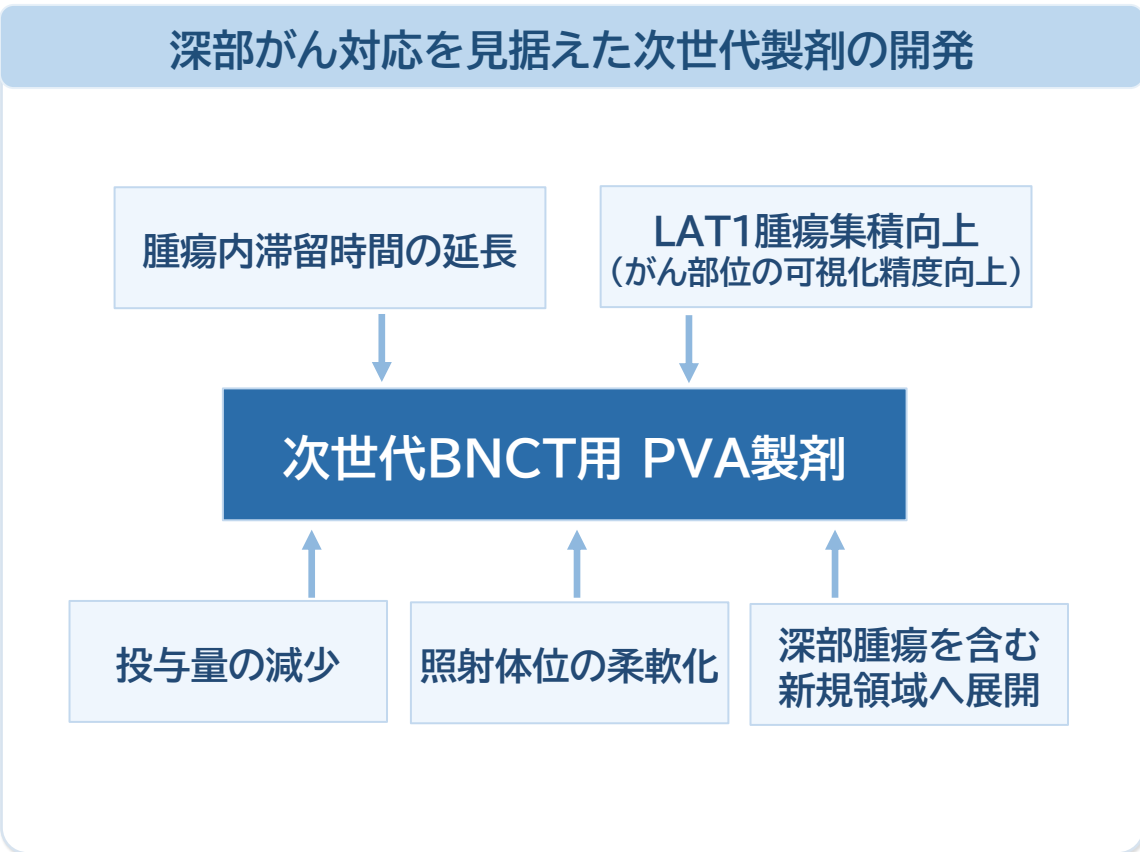 深部がん対応を見据えた次世代製剤の開発
腫瘍内滞留時間の延長
LAT1腫瘍集積向上
（がん部位の可視化精度向上）
次世代BNCT用 PVA製剤
投与量の減少
照射体位の柔軟化
深部腫瘍を含む
新規領域へ展開